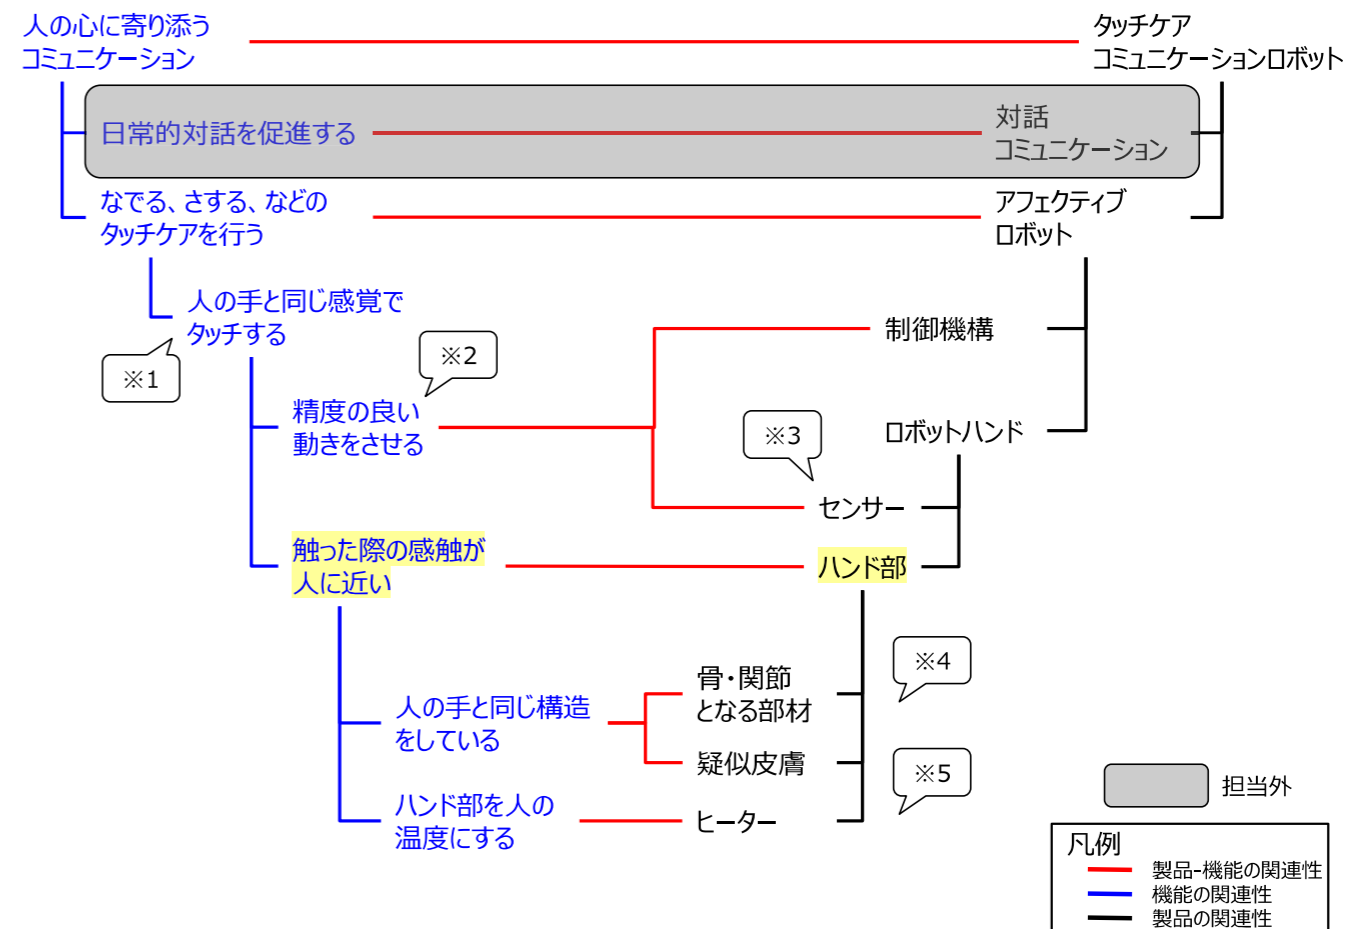 人の心に寄り添う
コミュニケーション
タッチケア
コミュニケーションロボット
日常的対話を促進する
対話
コミュニケーション
なでる、さする、などの
タッチケアを行う
アフェクティブ
ロボット
人の手と同じ感覚で
タッチする
※1
※2
制御機構
精度の良い
動きをさせる
※3
ロボットハンド
センサー
触った際の感触が
人に近い
ハンド部
※4
人の手と同じ構造
をしている
骨・関節
となる部材
疑似皮膚
※5
ハンド部を人の
温度にする
ヒーター
担当外
凡例
製品-機能の関連性
機能の関連性
製品の関連性